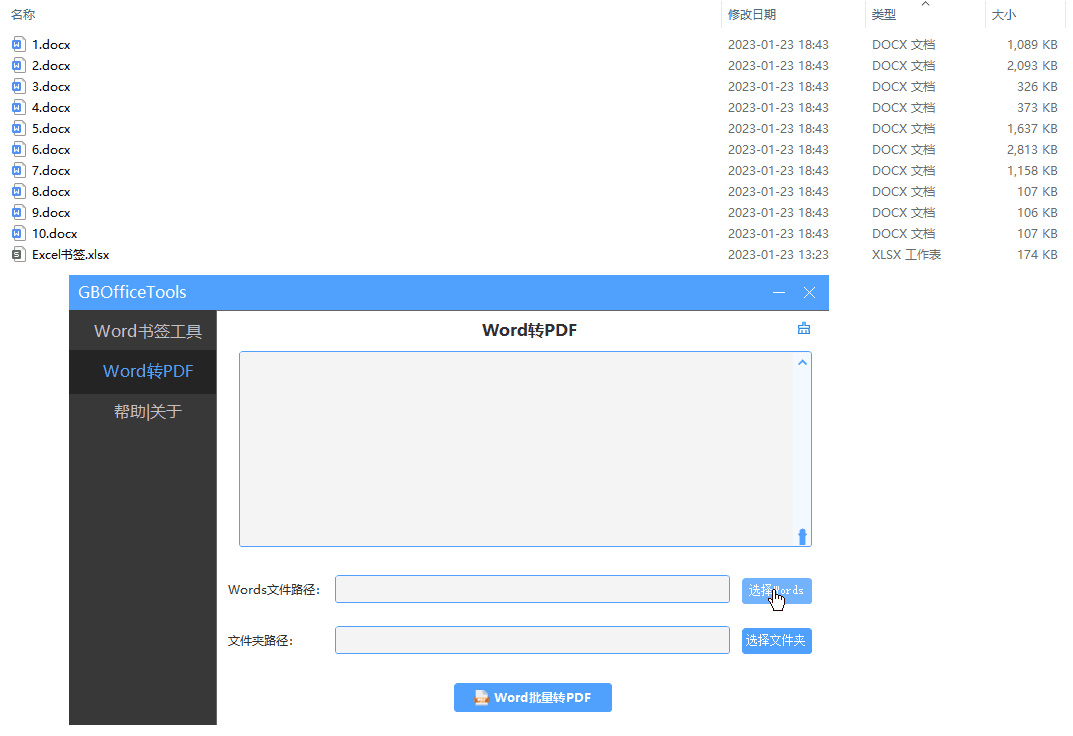 名称 修改日期 类型 大小
1.docx 2023-01-23 18:43 DOCX 文档 1,089 KB
2.docx 2023-01-23 18:43 DOCX 文档 2,093 KB
3.docx 2023-01-23 18:43 DOCX 文档 326 KB
4.docx 2023-01-23 18:43 DOCX 文档 373 KB
5.docx 2023-01-23 18:43 DOCX 文档 1,637 KB
6.docx 2023-01-23 18:43 DOCX 文档 2,813 KB
7.docx 2023-01-23 18:43 DOCX 文档 1,158 KB
8.docx 2023-01-23 18:43 DOCX 文档 107 KB
9.docx 2023-01-23 18:43 DOCX 文档 106 KB
10.docx 2023-01-23 18:43 DOCX 文档 107 KB
Excel书签.xlsx 2023-01-23 13:23 XLSX 工作表 174 KB
GBOfficeTools
Word书签工具
Word转PDF
帮助|关于
Word转PDF
Words文件路径: 选择Words
文件夹路径: 选择文件夹
Word批量转PDF